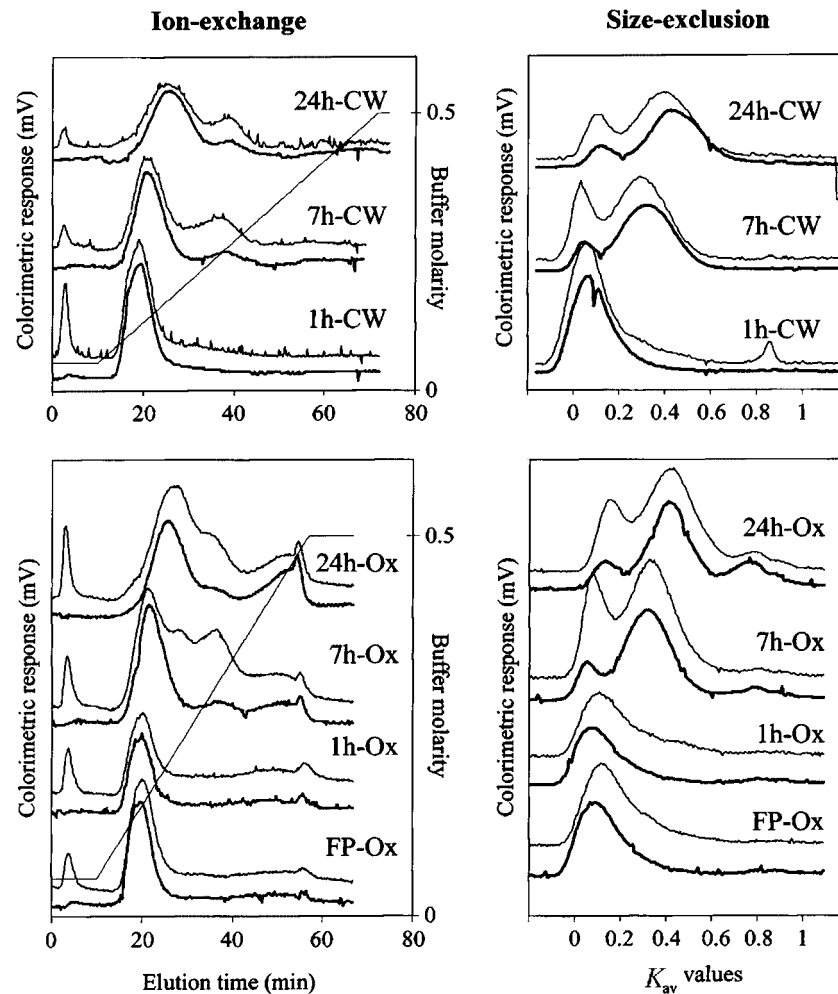 Ion-exchange
Size-exclusion
Colorimetric response (mV)
24h-CW
7h-CW
1h-CW
0.5
0
Buffer molarity
0 20 40 60 80
Colorimetric response (mV)
24h-CW
7h-CW
1h-CW
0 0.2 0.4 0.6 0.8 1
Colorimetric response (mV)
24h-Ox
7h-Ox
1h-Ox
FP-Ox
0.5
0
Buffer molarity
0 20 40 60 80
Elution time (min)
Colorimetric response (mV)
24h-Ox
7h-Ox
1h-Ox
FP-Ox
0 0.2 0.4 0.6 0.8 1
Kav values